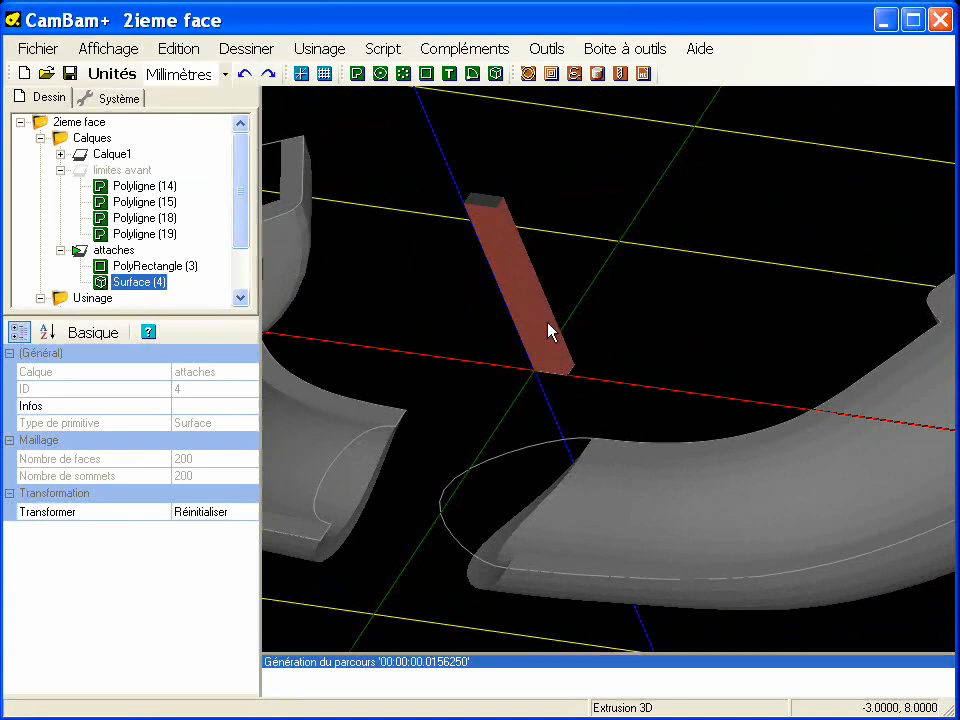 CamBam+ 2ieme face
Fichier Affichage Edition Dessiner Usinage Script Compléments Outils Boite à outils Aide
Unités Millimètres
Dessin Système
2ieme face
Calques
Calque1
limites avant
Polyligne (14)
Polyligne (15)
Polyligne (18)
Polyligne (19)
attaches
PolyRectangle (3)
Surface (4)
Usinage
Basique
(Général)
Calque attaches
ID 4
Infos
Type de primitive Surface
Maillage
Nombre de faces 200
Nombre de sommets 200
Transformation
Transformer Réinitialiser
Génération du parcours '00:00:00.0156250'
Extrusion 3D -3.0000, 8.0000